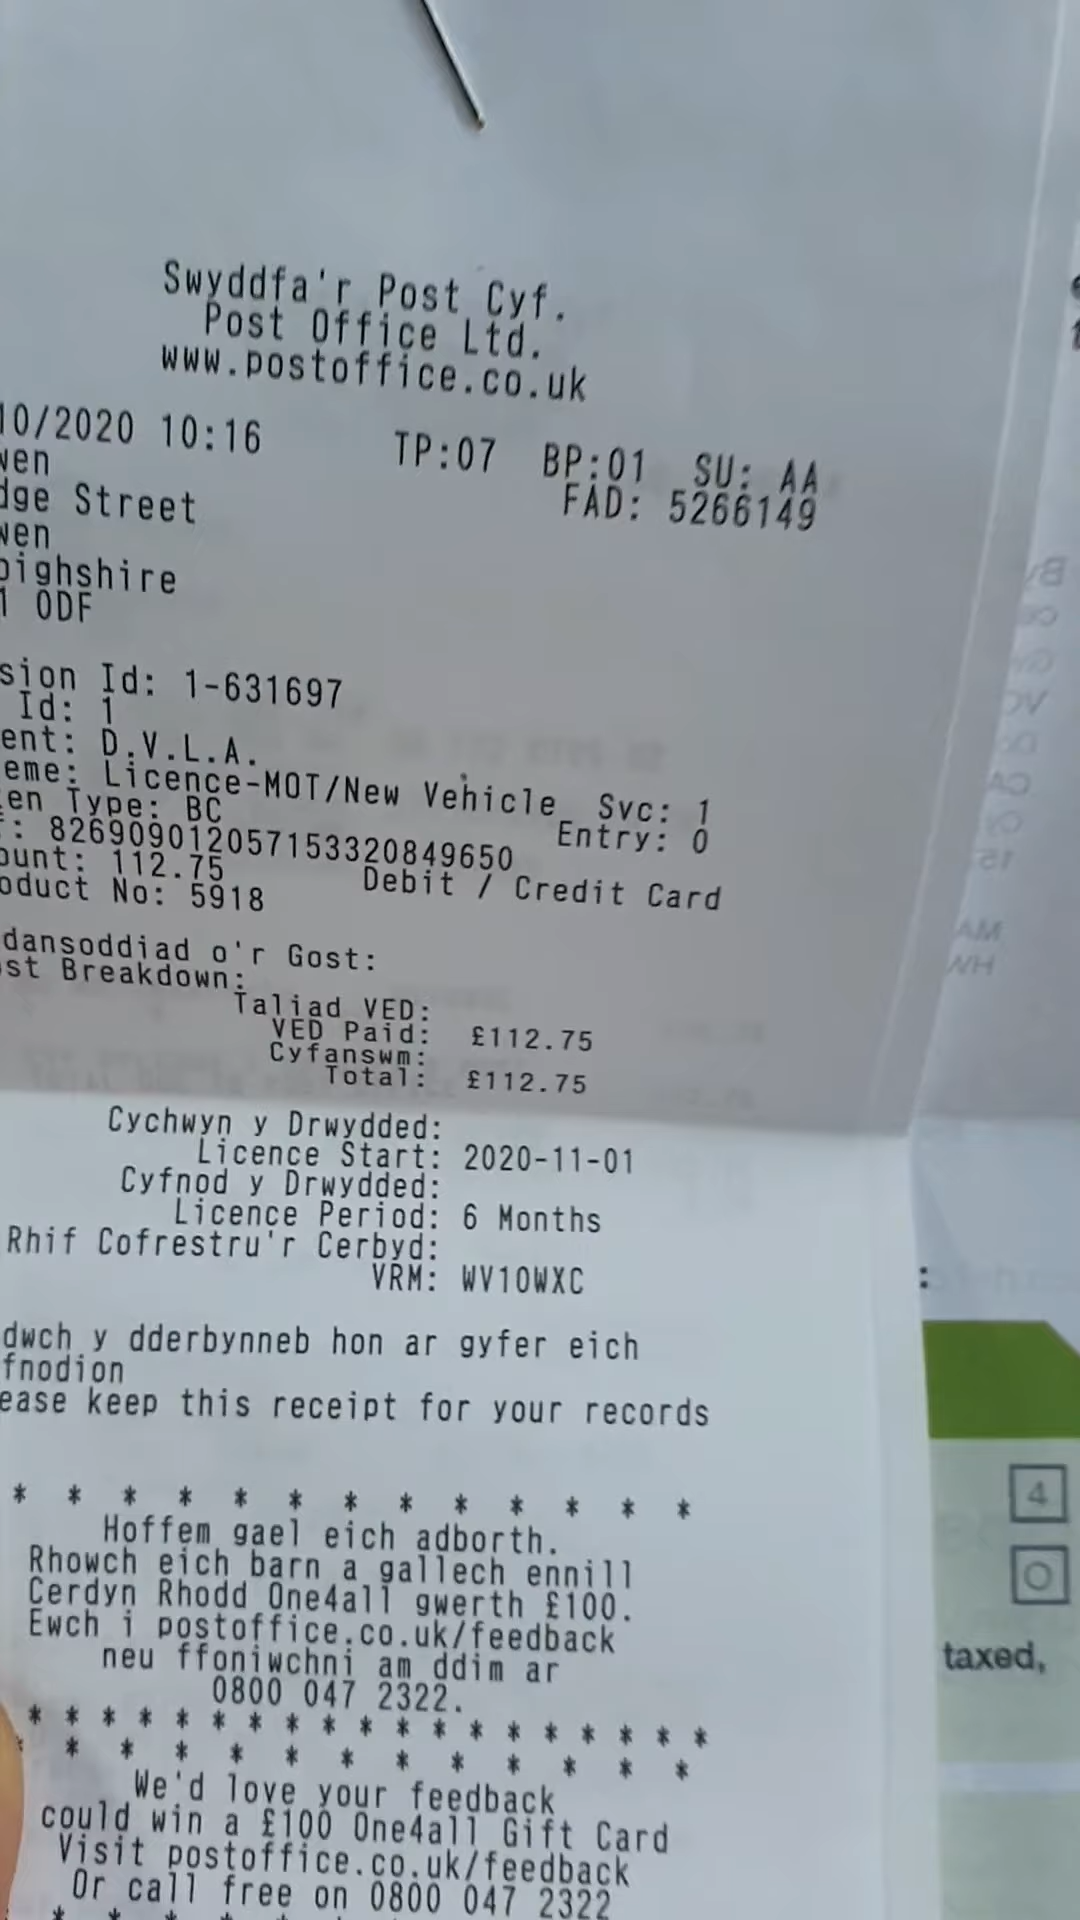 Swyddfa'r Post Cyf.
Post Office Ltd.
www.postoffice.co.uk
10/2020 10:16 TP:07 BP:01 SU: AA
wen FAD: 5266149
dge Street
wen
bighshire
1 0DF
sion Id: 1-631697
Id: 1
ent: D.V.L.A.
eme: Licence-MOT/New Vehicle Svc: 1
en Type: BC Entry: 0
: 826909012057153320849650
ount: 112.75 Debit / Credit Card
oduct No: 5918
dansoddiad o'r Gost:
st Breakdown:
Taliad VED:
VED Paid: £112.75
Cyfanswm:
Total: £112.75
Cychwyn y Drwydded:
Licence Start: 2020-11-01
Cyfnod y Drwydded:
Licence Period: 6 Months
Rhif Cofrestru'r Cerbyd:
VRM: WV10WXC
dwch y dderbynneb hon ar gyfer eich
fnodion
ease keep this receipt for your records
* * * * * * * * * * * * *
Hoffem gael eich adborth.
Rhowch eich barn a gallech ennill
Cerdyn Rhodd One4all gwerth £100.
Ewch i postoffice.co.uk/feedback
neu ffoniwchni am ddim ar
0800 047 2322.
* * * * * * * * * * * * * * * * * * *
* * * * * * * * * * * * *
We'd love your feedback
could win a £100 One4all Gift Card
Visit postoffice.co.uk/feedback
Or call free on 0800 047 2322
4
0
taxed,